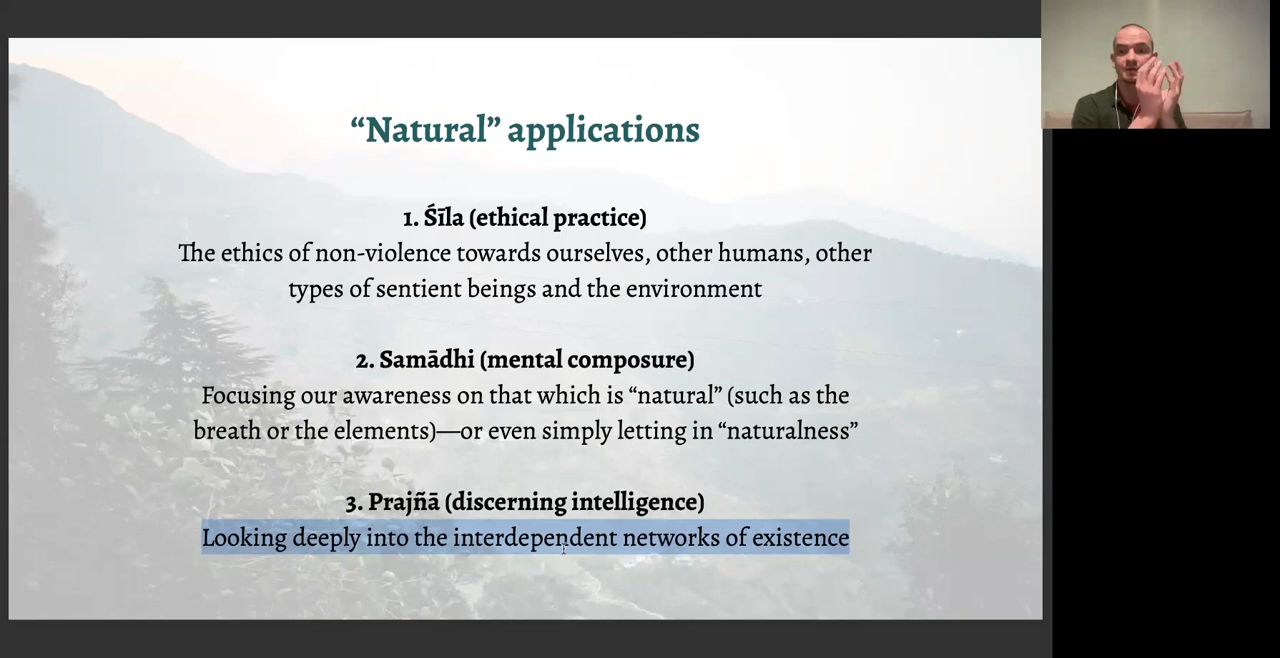 “Natural” applications
1. Śīla (ethical practice)
The ethics of non-violence towards ourselves, other humans, other
types of sentient beings and the environment
2. Samādhi (mental composure)
Focusing our awareness on that which is “natural” (such as the
breath or the elements)—or even simply letting in “naturalness”
3. Prajñā (discerning intelligence)
Looking deeply into the interdependent networks of existence